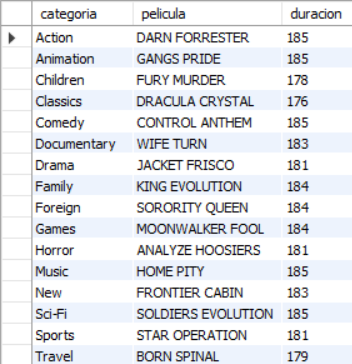 categoria pelicula duracion
Action DARN FORRESTER 185
Animation GANGS PRIDE 185
Children FURY MURDER 178
Classics DRACULA CRYSTAL 176
Comedy CONTROL ANTHEM 185
Documentary WIFE TURN 183
Drama JACKET FRISCO 181
Family KING EVOLUTION 184
Foreign SORORITY QUEEN 184
Games MOONWALKER FOOL 184
Horror ANALYZE HOOSIERS 181
Music HOME PITY 185
New FRONTIER CABIN 183
Sci-Fi SOLDIERS EVOLUTION 185
Sports STAR OPERATION 181
Travel BORN SPINAL 179